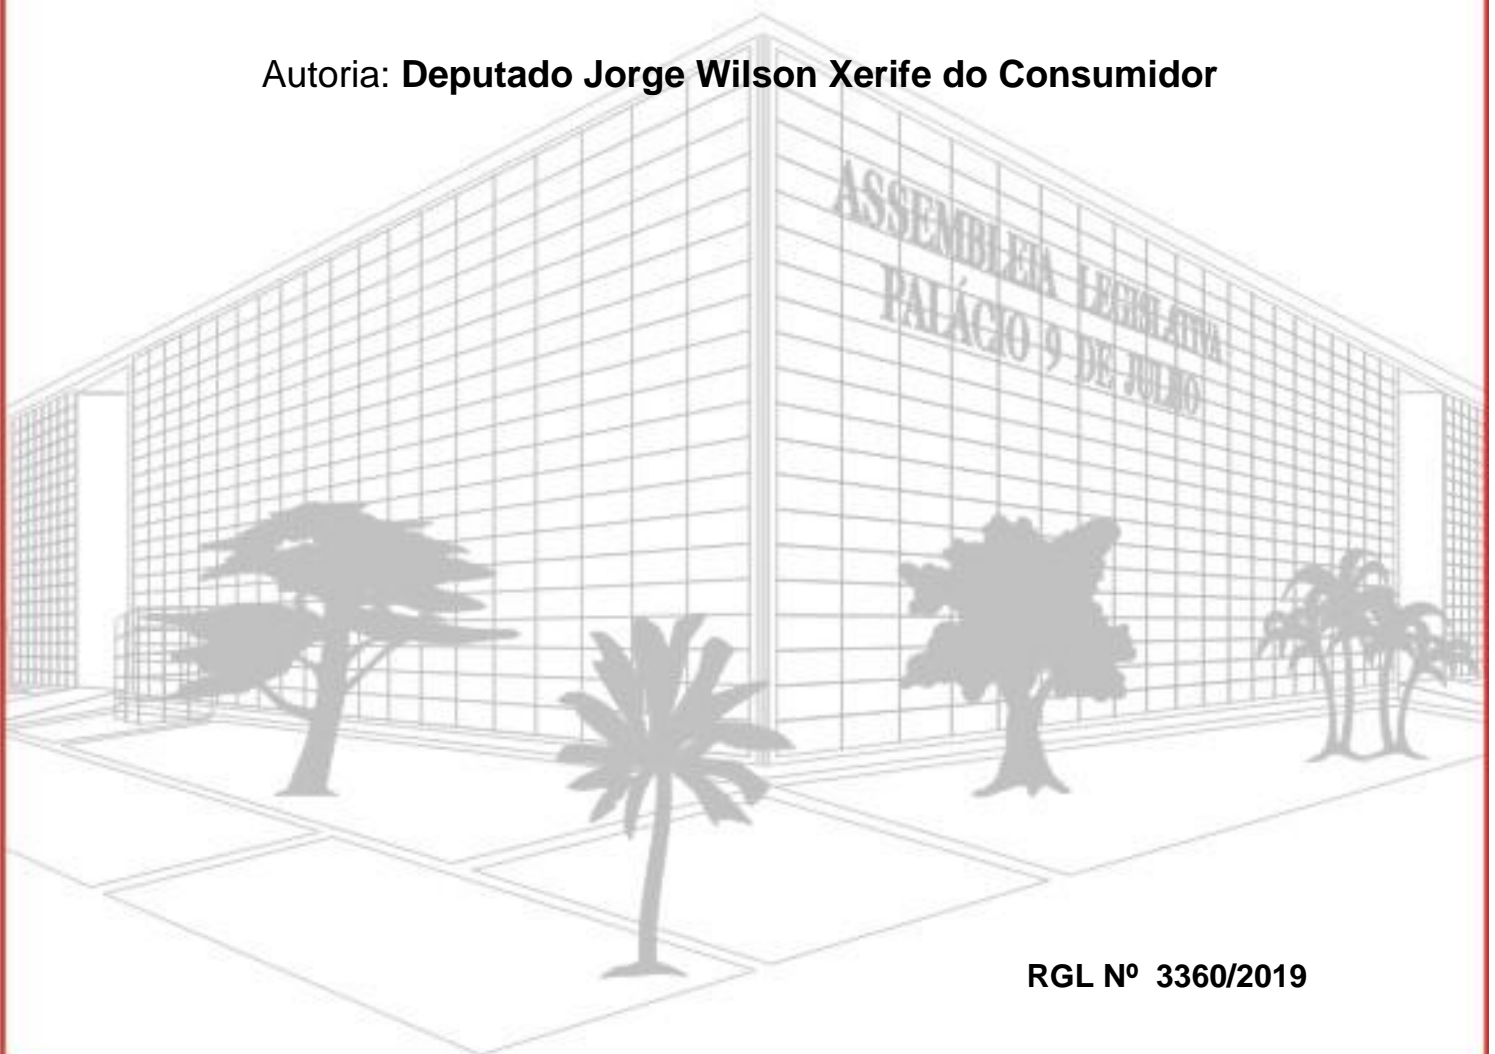 Autoria: Deputado Jorge Wilson Xerife do Consumidor
ASSEMBLEIA LEGISLATIVA
PALÁCIO 9 DE JULHO
RGL Nº 3360/2019